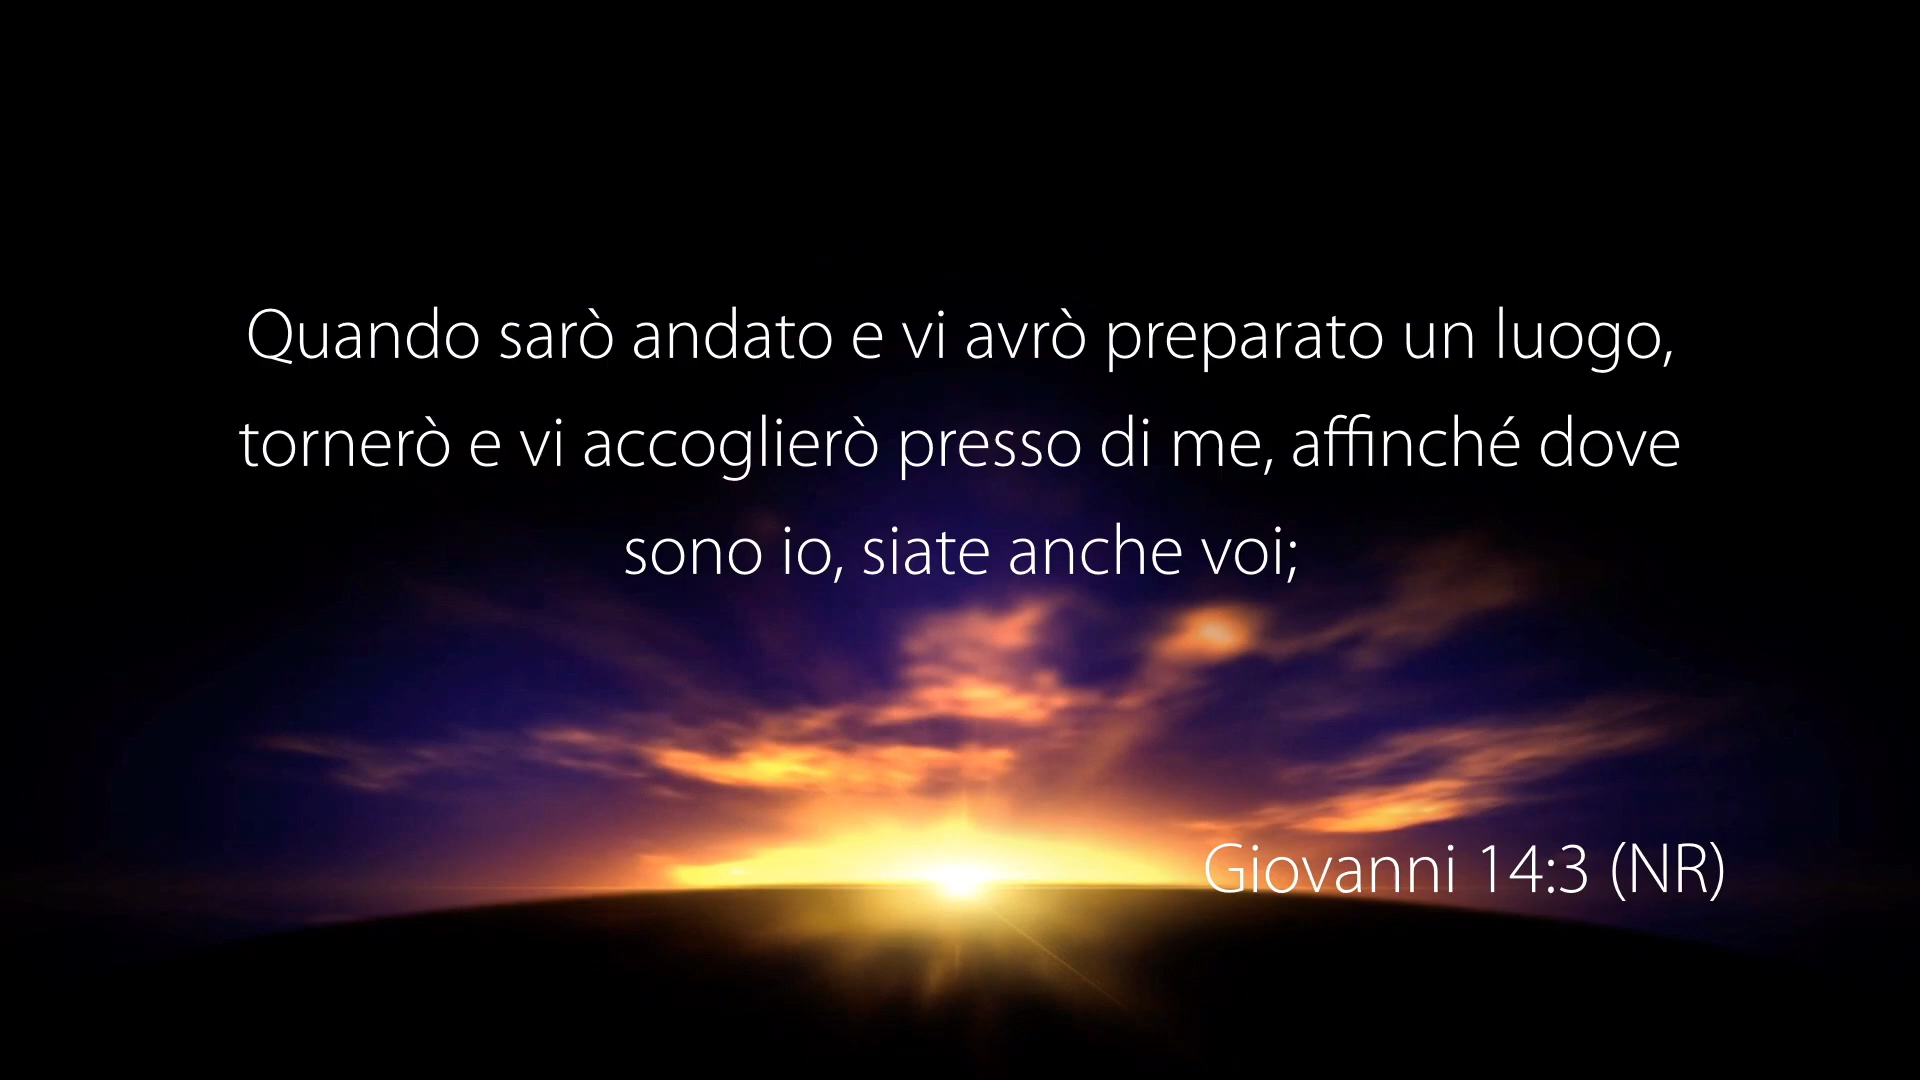 Quando sarò andato e vi avrò preparato un luogo,
tornerò e vi accoglierò presso di me, affinché dove
sono io, siate anche voi;
Giovanni 14:3 (NR)